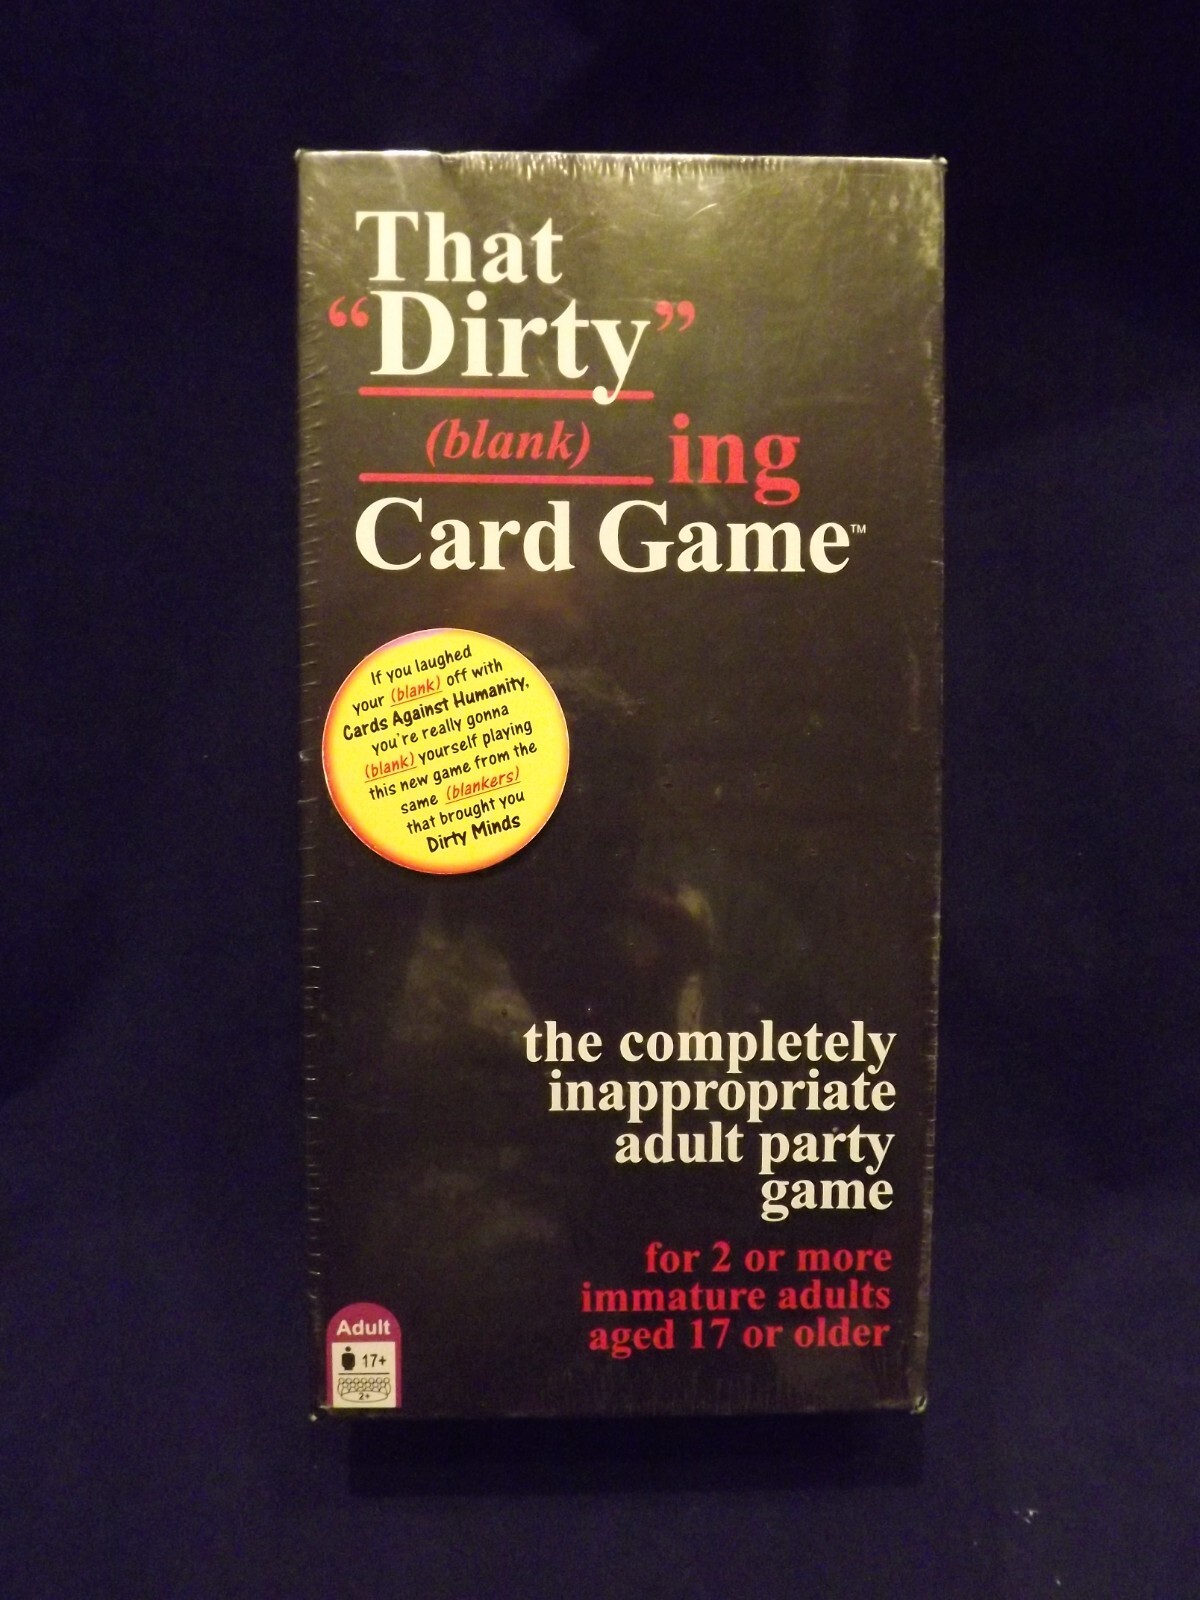 That
“Dirty”
(blank) ing
Card Game™
If you laughed
your (blank) off with
Cards Against Humanity,
you're really gonna
(blank) yourself playing
this new game from the
same (blankers)
that brought you
Dirty Minds
the completely
inappropriate
adult party
game
for 2 or more
immature adults
aged 17 or older
Adult
17+
2+